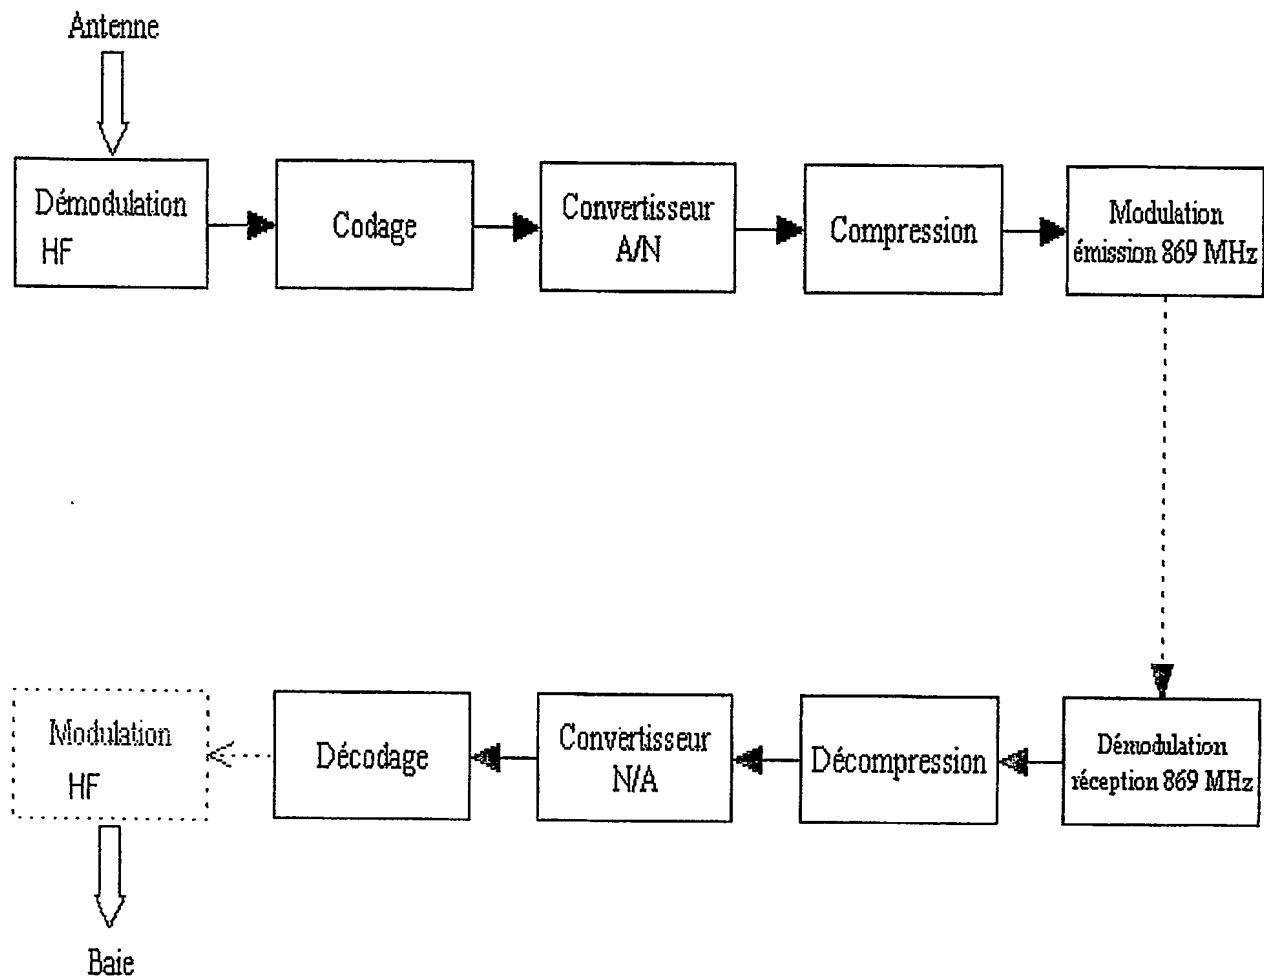 Antenne
Démodulation
HF
Codage
Convertisseur
A/N
Compression
Modulation
émission 869 MHz
Modulation
HF
Décodage
Convertisseur
N/A
Décompression
Démodulation
réception 869 MHz
Baie